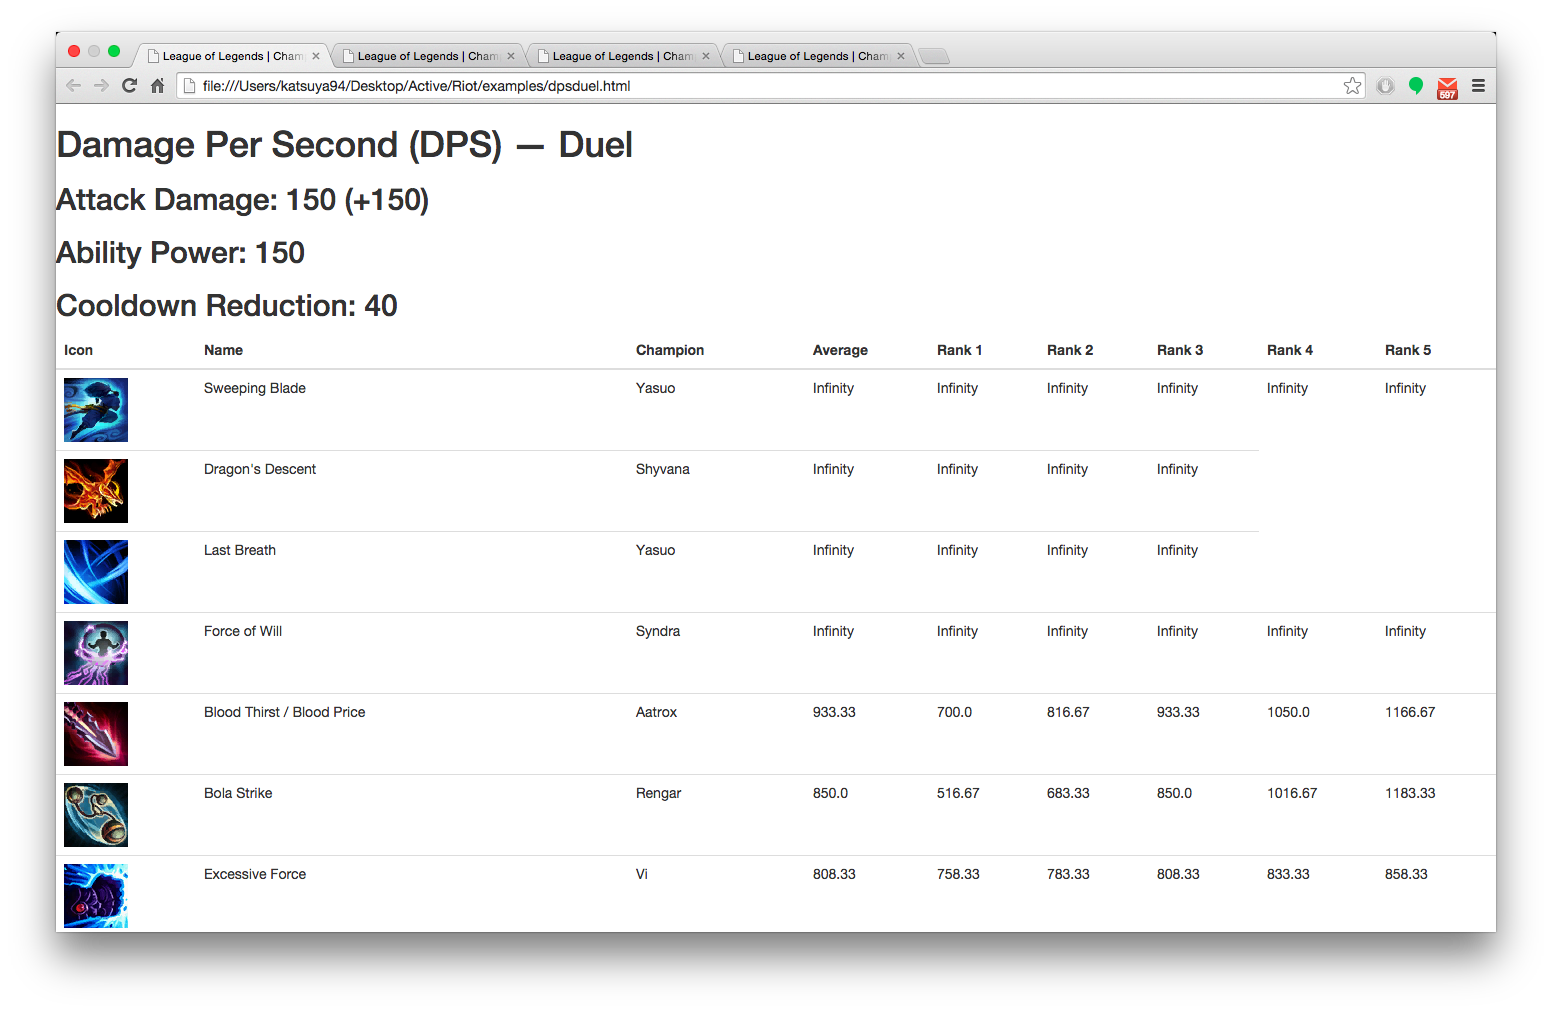 League of Legends | Cham League of Legends | Cham League of Legends | Cham League of Legends | Cham
file:///Users/katsuya94/Desktop/Active/Riot/examples/dpsduel.html 597
Damage Per Second (DPS) — Duel
Attack Damage: 150 (+150)
Ability Power: 150
Cooldown Reduction: 40
Icon Name Champion Average Rank 1 Rank 2 Rank 3 Rank 4 Rank 5
Sweeping Blade Yasuo Infinity Infinity Infinity Infinity Infinity Infinity
Dragon's Descent Shyvana Infinity Infinity Infinity Infinity
Last Breath Yasuo Infinity Infinity Infinity Infinity
Force of Will Syndra Infinity Infinity Infinity Infinity Infinity Infinity
Blood Thirst / Blood Price Aatrox 933.33 700.0 816.67 933.33 1050.0 1166.67
Bola Strike Rengar 850.0 516.67 683.33 850.0 1016.67 1183.33
Excessive Force Vi 808.33 758.33 783.33 808.33 833.33 858.33